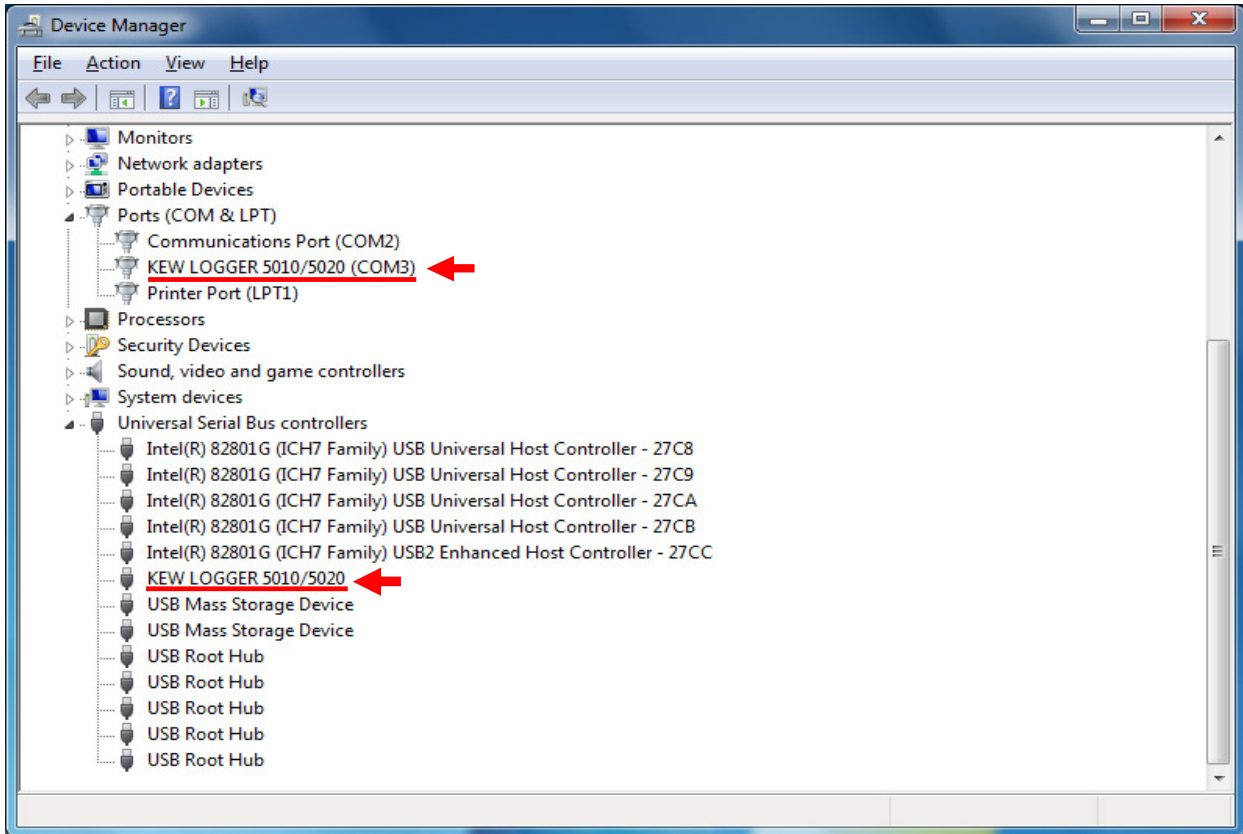 Device Manager
File Action View Help
Monitors
Network adapters
Portable Devices
Ports (COM & LPT)
Communications Port (COM2)
KEW LOGGER 5010/5020 (COM3)
Printer Port (LPT1)
Processors
Security Devices
Sound, video and game controllers
System devices
Universal Serial Bus controllers
Intel(R) 82801G (ICH7 Family) USB Universal Host Controller - 27C8
Intel(R) 82801G (ICH7 Family) USB Universal Host Controller - 27C9
Intel(R) 82801G (ICH7 Family) USB Universal Host Controller - 27CA
Intel(R) 82801G (ICH7 Family) USB Universal Host Controller - 27CB
Intel(R) 82801G (ICH7 Family) USB2 Enhanced Host Controller - 27CC
KEW LOGGER 5010/5020
USB Mass Storage Device
USB Mass Storage Device
USB Root Hub
USB Root Hub
USB Root Hub
USB Root Hub
USB Root Hub